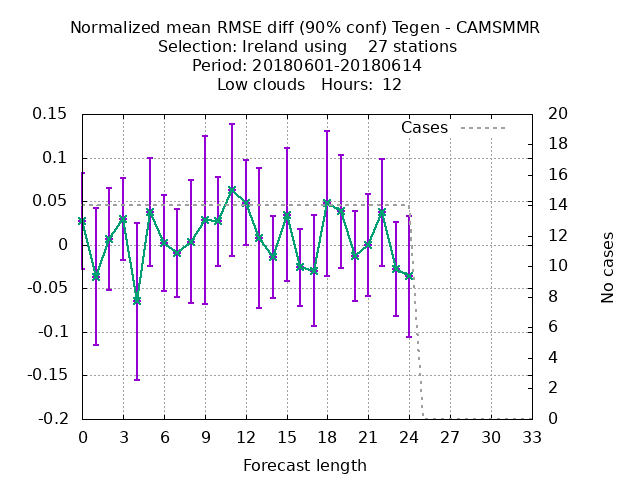 Normalized mean RMSE diff (90% conf) Tegen - CAMSMMR
Selection: Ireland using 27 stations
Period: 20180601-20180614
Low clouds Hours: 12
Cases
0.15
0.1
0.05
0
-0.05
-0.1
-0.15
-0.2
20
18
16
14
12
10
8
6
4
2
0
No cases
0 3 6 9 12 15 18 21 24 27 30 33
Forecast length